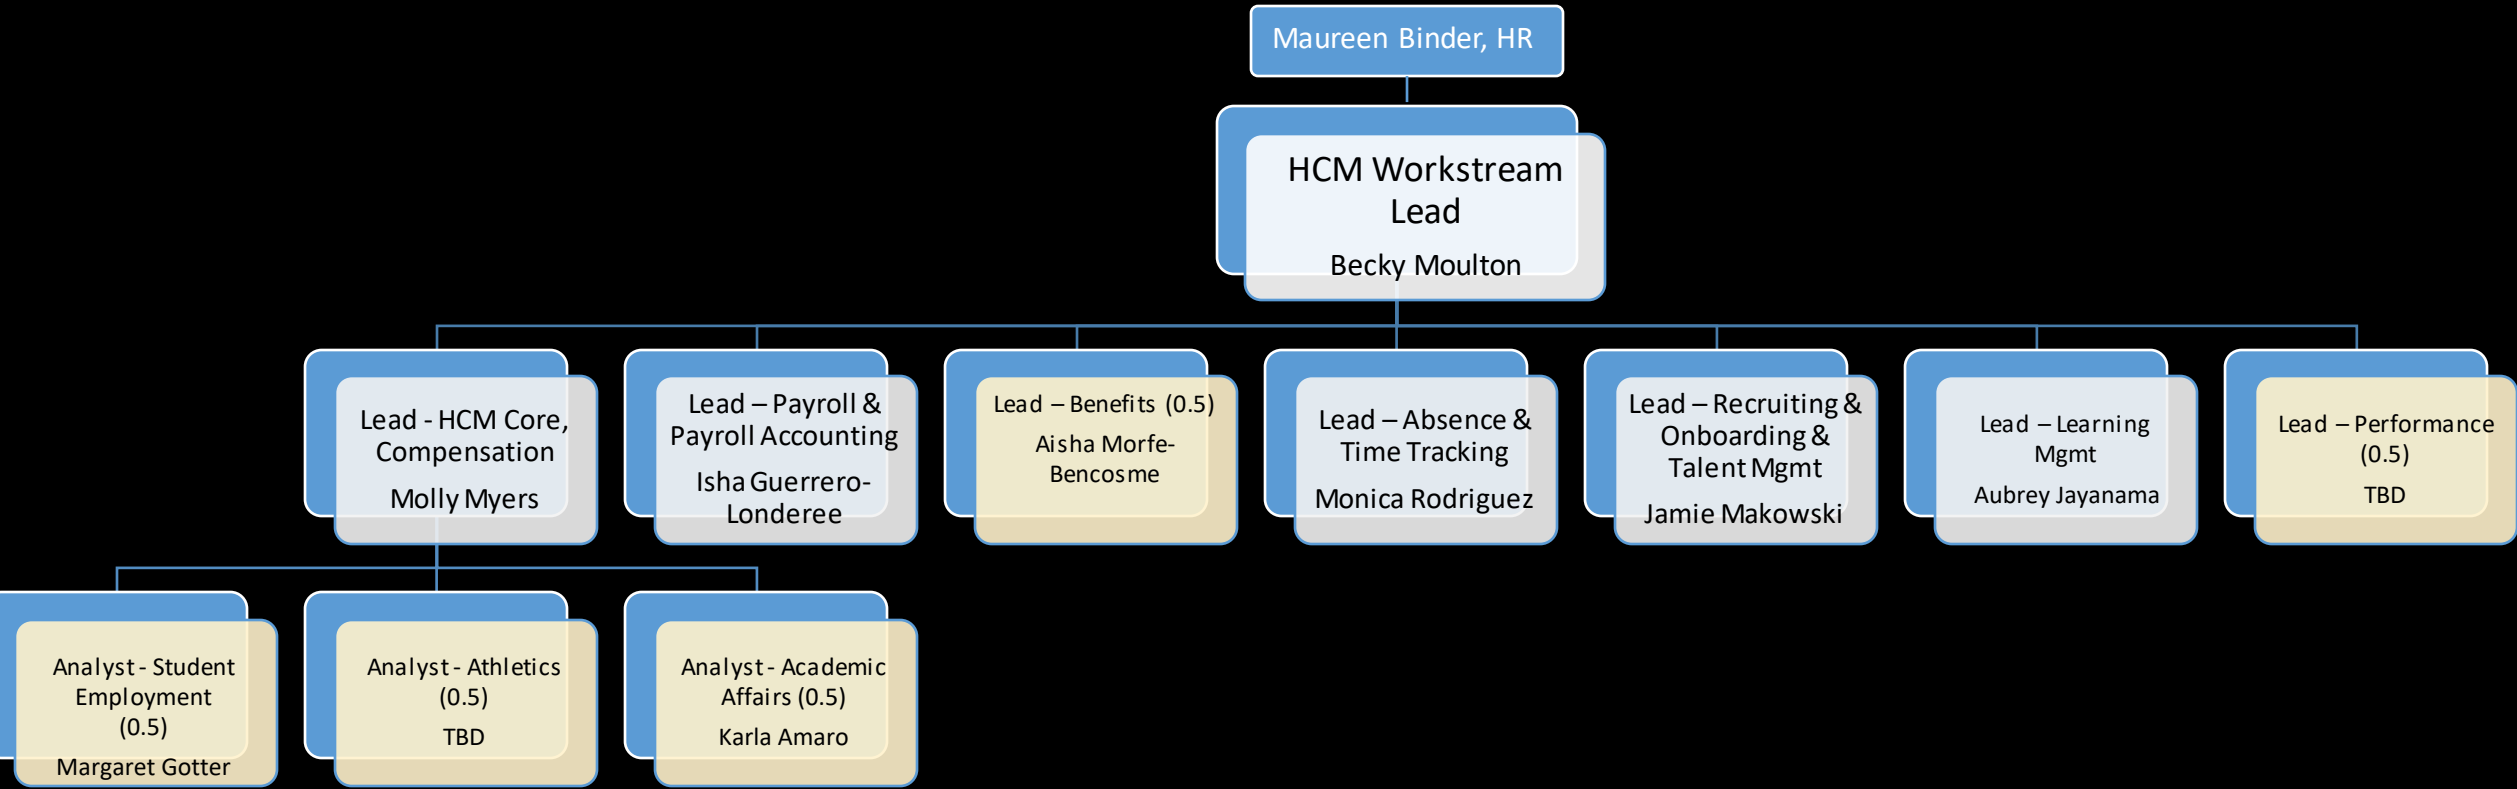 Maureen Binder, HR
HCM Workstream
Lead
Becky Moulton
Lead - HCM Core,
Compensation
Molly Myers
Lead – Payroll &
Payroll Accounting
Isha Guerrero-
Londeree
Lead – Benefits (0.5)
Aisha Morfe-
Bencosme
Lead – Absence &
Time Tracking
Monica Rodriguez
Lead – Recruiting &
Onboarding &
Talent Mgmt
Jamie Makowski
Lead – Learning
Mgmt
Aubrey Jayanama
Lead – Performance
(0.5)
TBD
Analyst - Student
Employment
(0.5)
Margaret Gotter
Analyst - Athletics
(0.5)
TBD
Analyst - Academic
Affairs (0.5)
Karla Amaro